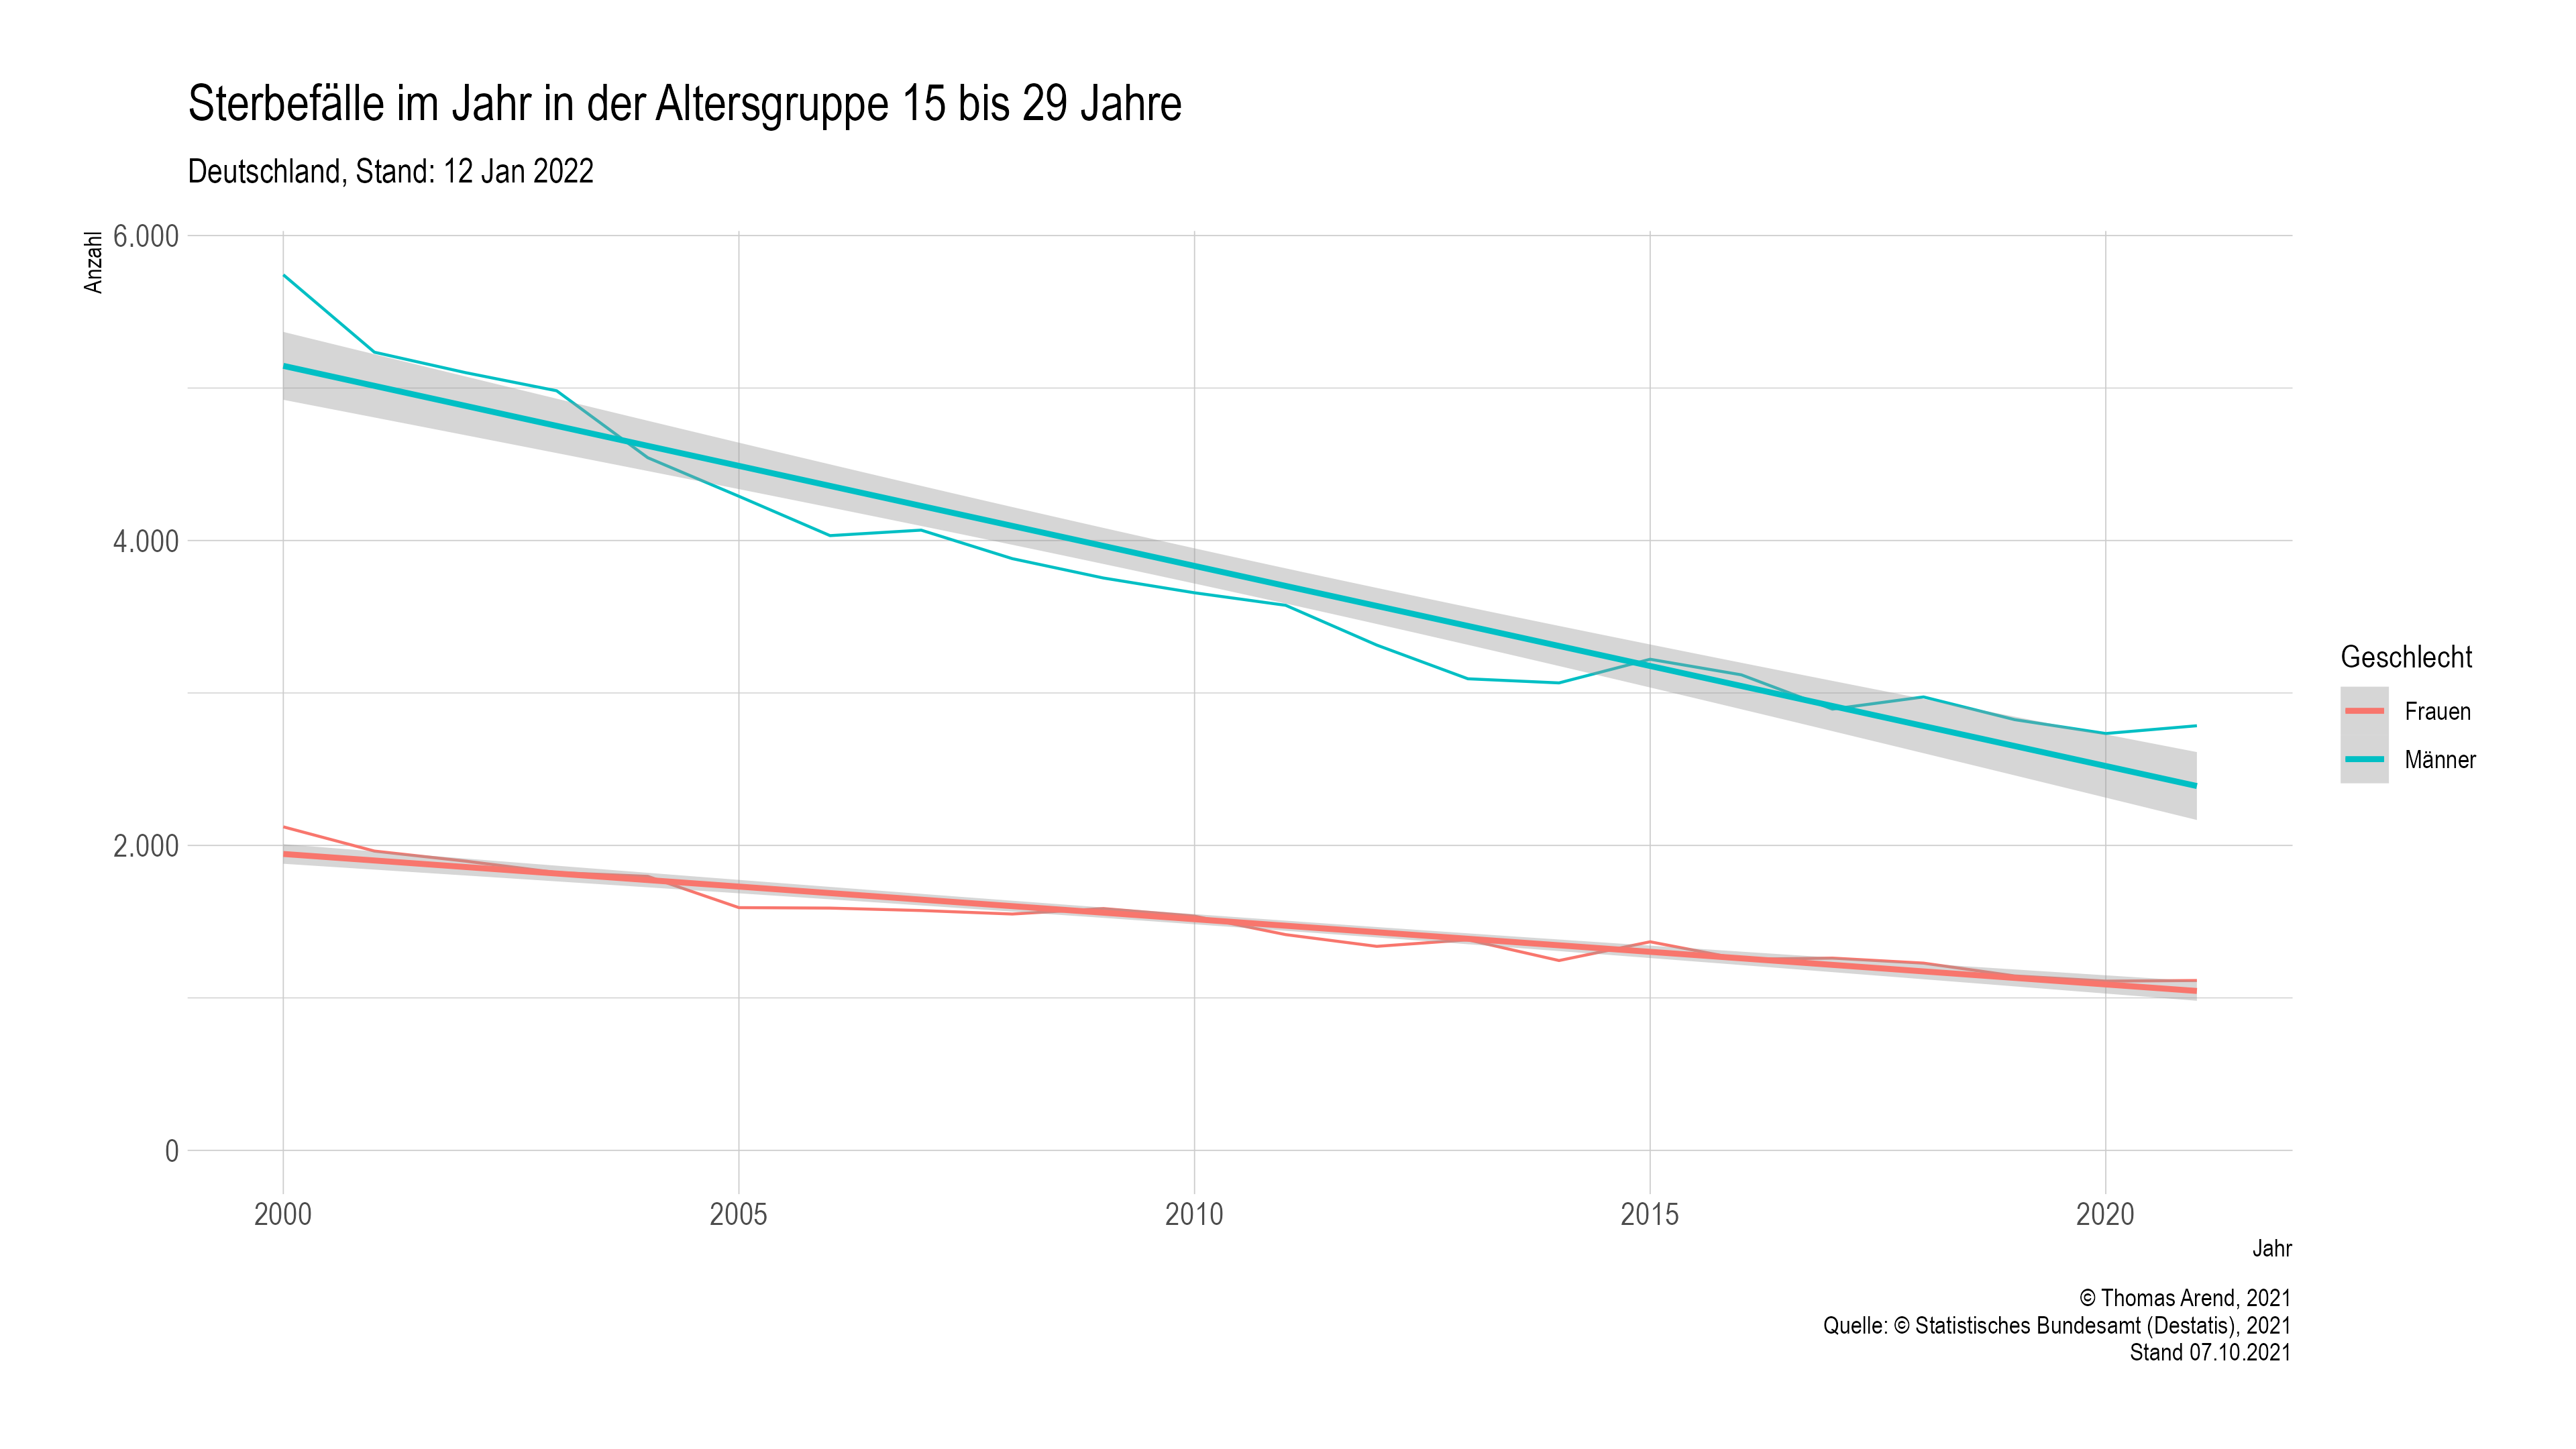 Sterbefälle im Jahr in der Altersgruppe 15 bis 29 Jahre
Deutschland, Stand: 12 Jan 2022
Anzahl
6.000
4.000
2.000
0
2000
2005
2010
2015
2020
Jahr
Geschlecht
Frauen
Männer
© Thomas Arend, 2021
Quelle: © Statistisches Bundesamt (Destatis), 2021
Stand 07.10.2021